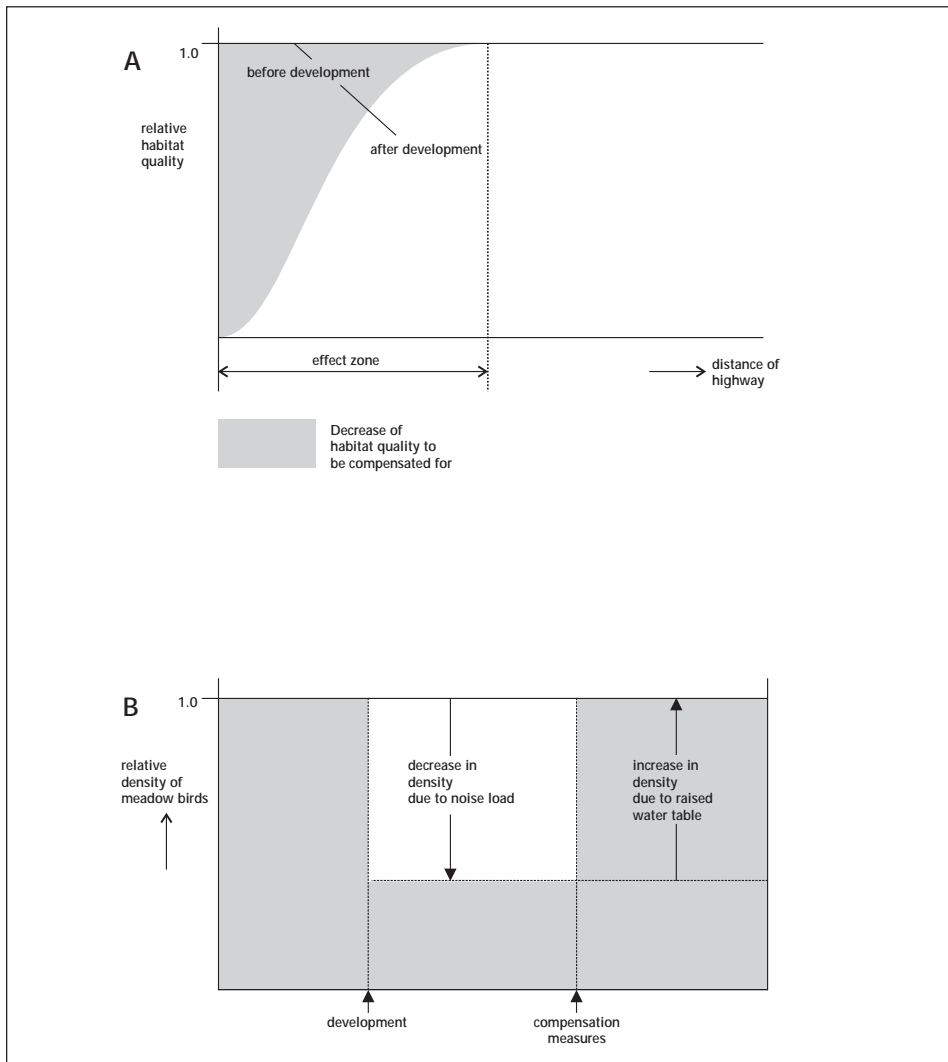 A
1.0
before development
relative
habitat
quality
after development
effect zone
distance of
highway
Decrease of
habitat quality to
be compensated for
B
1.0
relative
density of
meadow birds
decrease in
density
due to noise load
increase in
density
due to raised
water table
development
compensation
measures